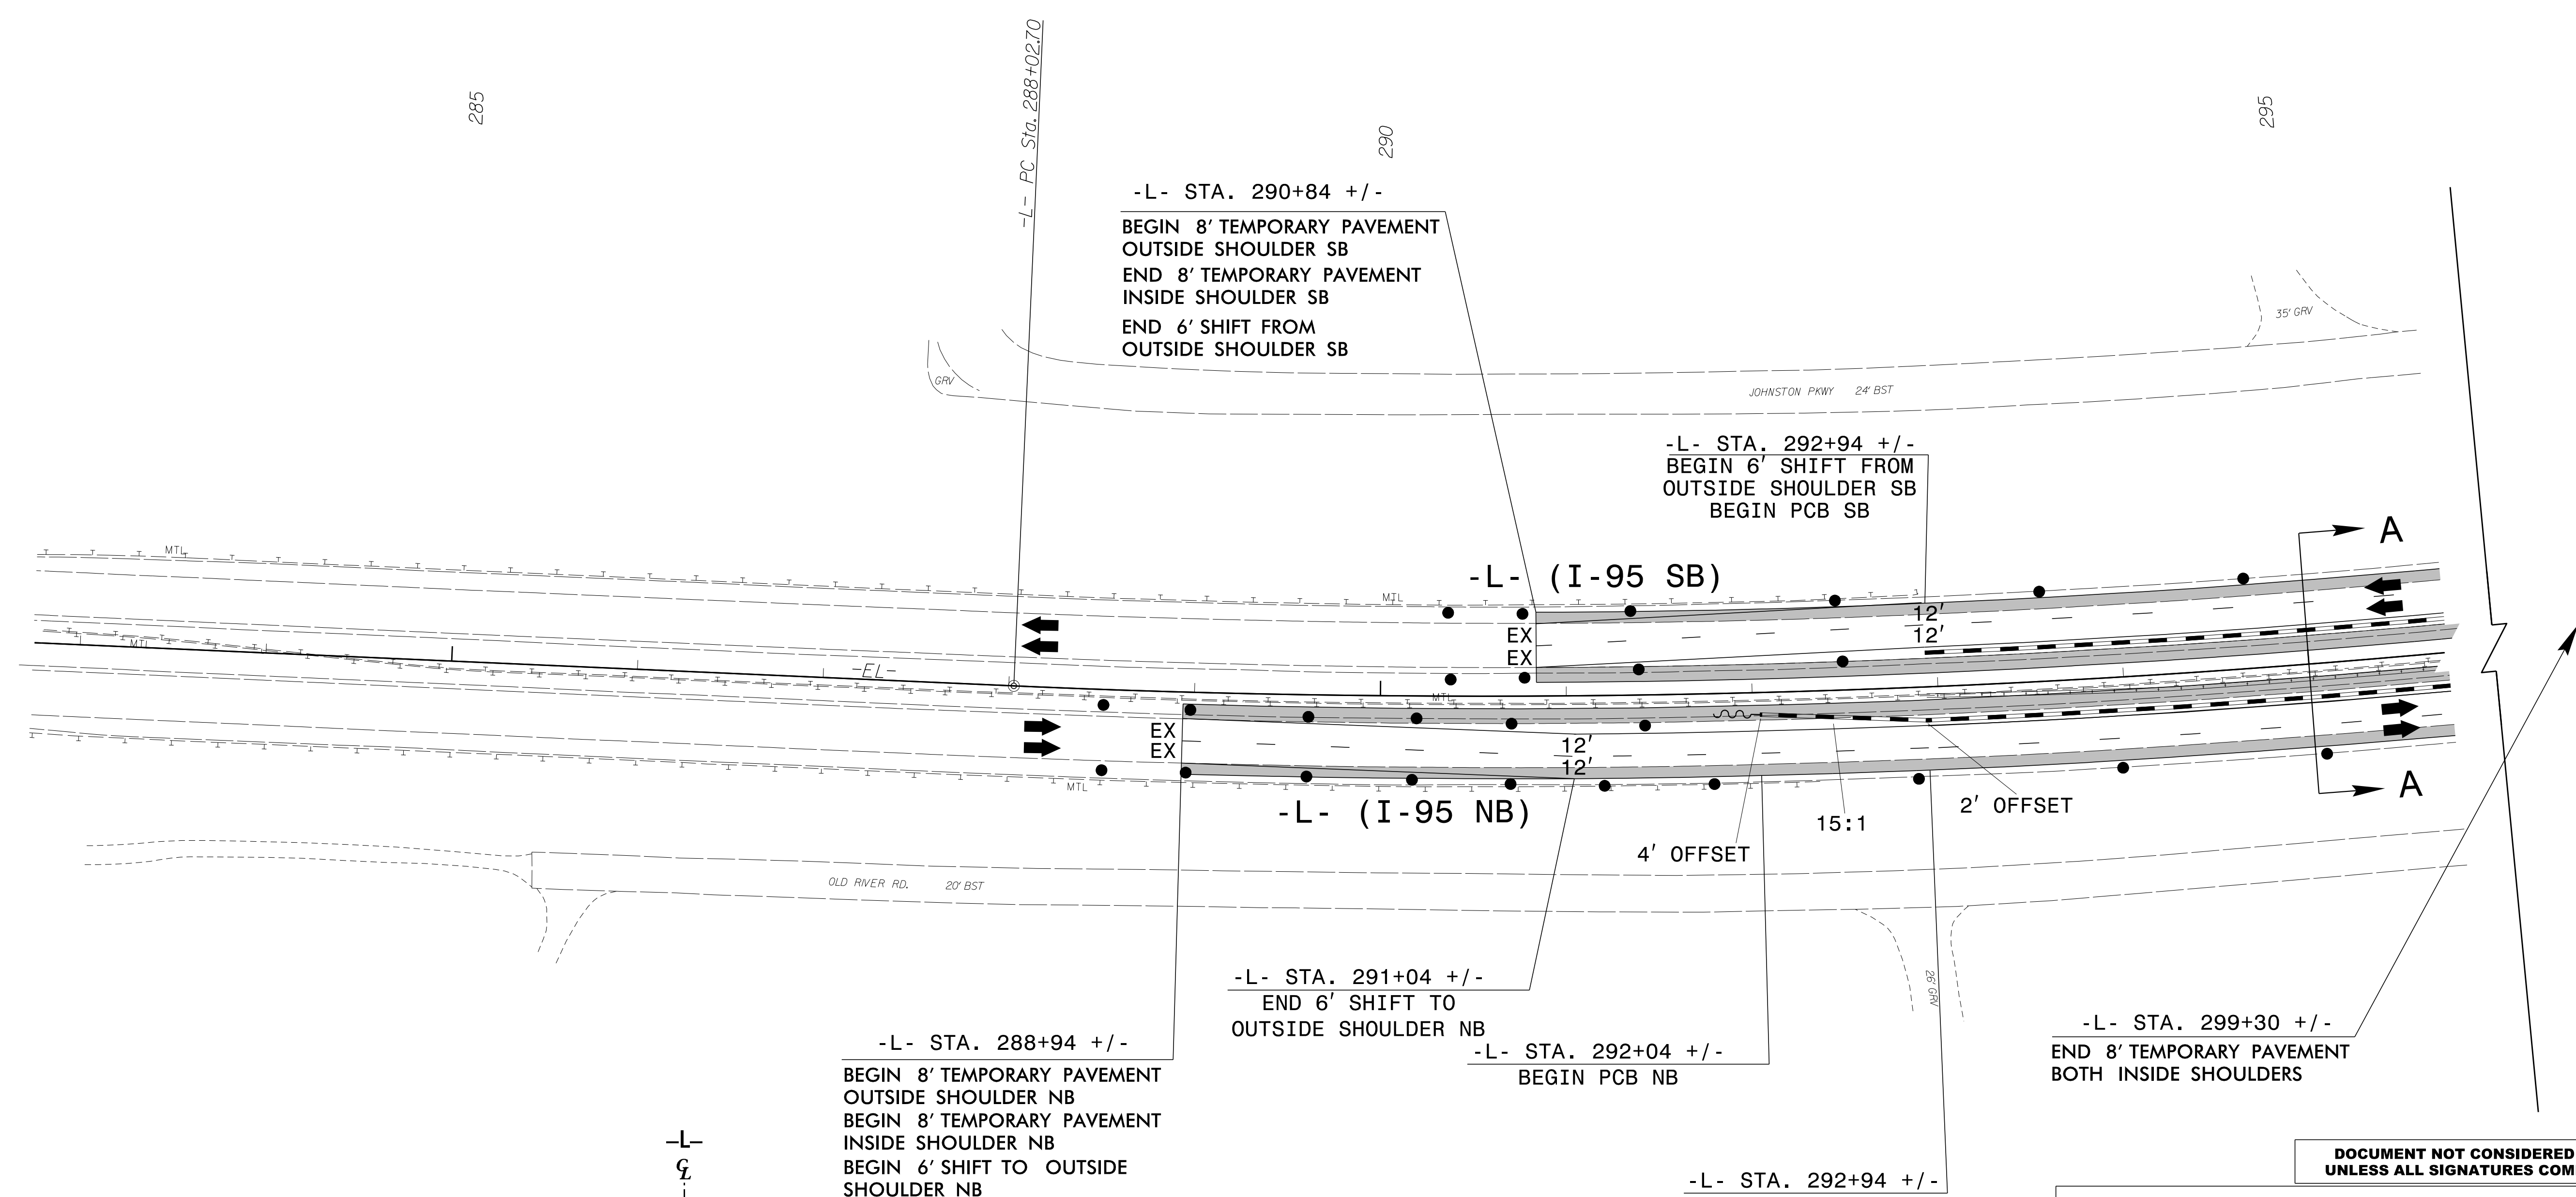 -L- PC Sta. 288+02.70
285
290
295
-L- STA. 290+84 +/-
BEGIN 8' TEMPORARY PAVEMENT
OUTSIDE SHOULDER SB
END 8' TEMPORARY PAVEMENT
INSIDE SHOULDER SB
END 6' SHIFT FROM
OUTSIDE SHOULDER SB
35' GRV
GRV
JOHNSTON PKWY 24' BST
-L- STA. 292+94 +/-
BEGIN 6' SHIFT FROM
OUTSIDE SHOULDER SB
BEGIN PCB SB
A
MTL
-L- (I-95 SB)
MTL
12'
12'
EX
EX
MTL
-EL-
MTL
EX
EX
12'
12'
A
MTL
-L- (I-95 NB)
2' OFFSET
15:1
4' OFFSET
OLD RIVER RD. 20' BST
26' GRV
-L- STA. 291+04 +/-
END 6' SHIFT TO
OUTSIDE SHOULDER NB
-L- STA. 299+30 +/-
END 8' TEMPORARY PAVEMENT
BOTH INSIDE SHOULDERS
-L- STA. 288+94 +/-
BEGIN 8' TEMPORARY PAVEMENT
OUTSIDE SHOULDER NB
BEGIN 8' TEMPORARY PAVEMENT
INSIDE SHOULDER NB
BEGIN 6' SHIFT TO OUTSIDE
SHOULDER NB
-L- STA. 292+04 +/-
BEGIN PCB NB
-L-
℄
-L- STA. 292+94 +/-
DOCUMENT NOT CONSIDERED
UNLESS ALL SIGNATURES COM